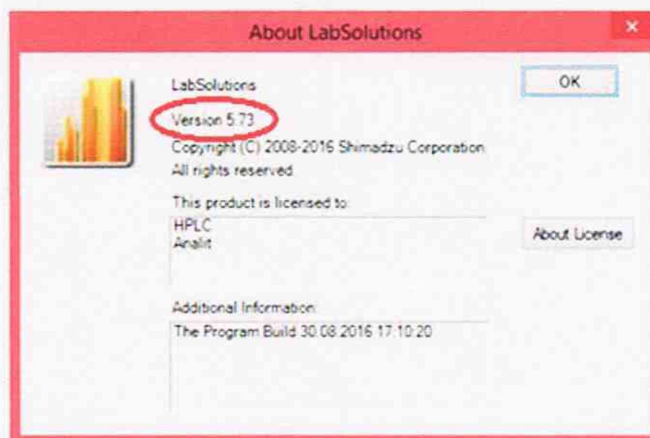 About LabSolutions
×
LabSolutions
OK
Version 5.73
Copyright (C) 2008-2016 Shimadzu Corporation
All rights reserved.
This product is licensed to:
HPLC
Analit
About License
Additional Information:
The Program Build 30.08.2016 17:10:20